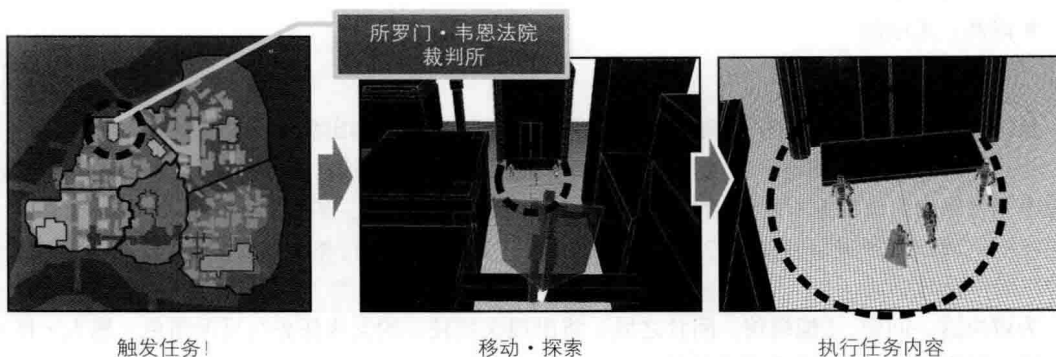 所罗门·韦恩法院
裁判所
触发任务!
移动·探索
执行任务内容